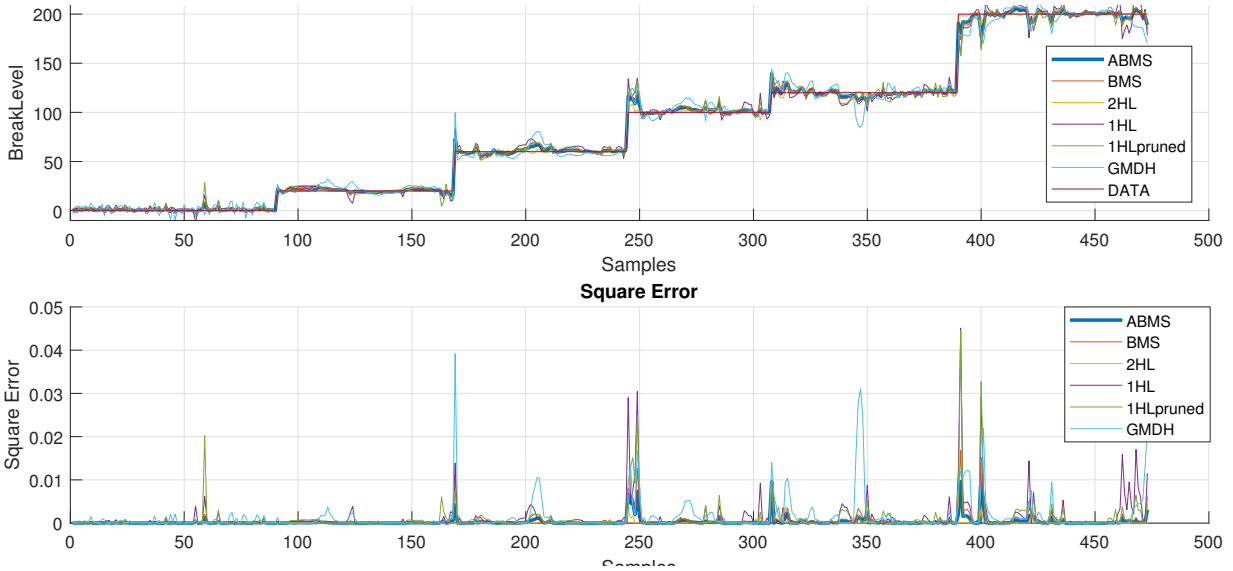 200
150
100
50
0
BreakLevel
ABMS
BMS
2HL
1HL
1HLpruned
GMDH
DATA
0 50 100 150 200 250 300 350 400 450 500
Samples
Square Error
0.05
0.04
0.03
0.02
0.01
0
Square Error
ABMS
BMS
2HL
1HL
1HLpruned
GMDH
0 50 100 150 200 250 300 350 400 450 500
Samples